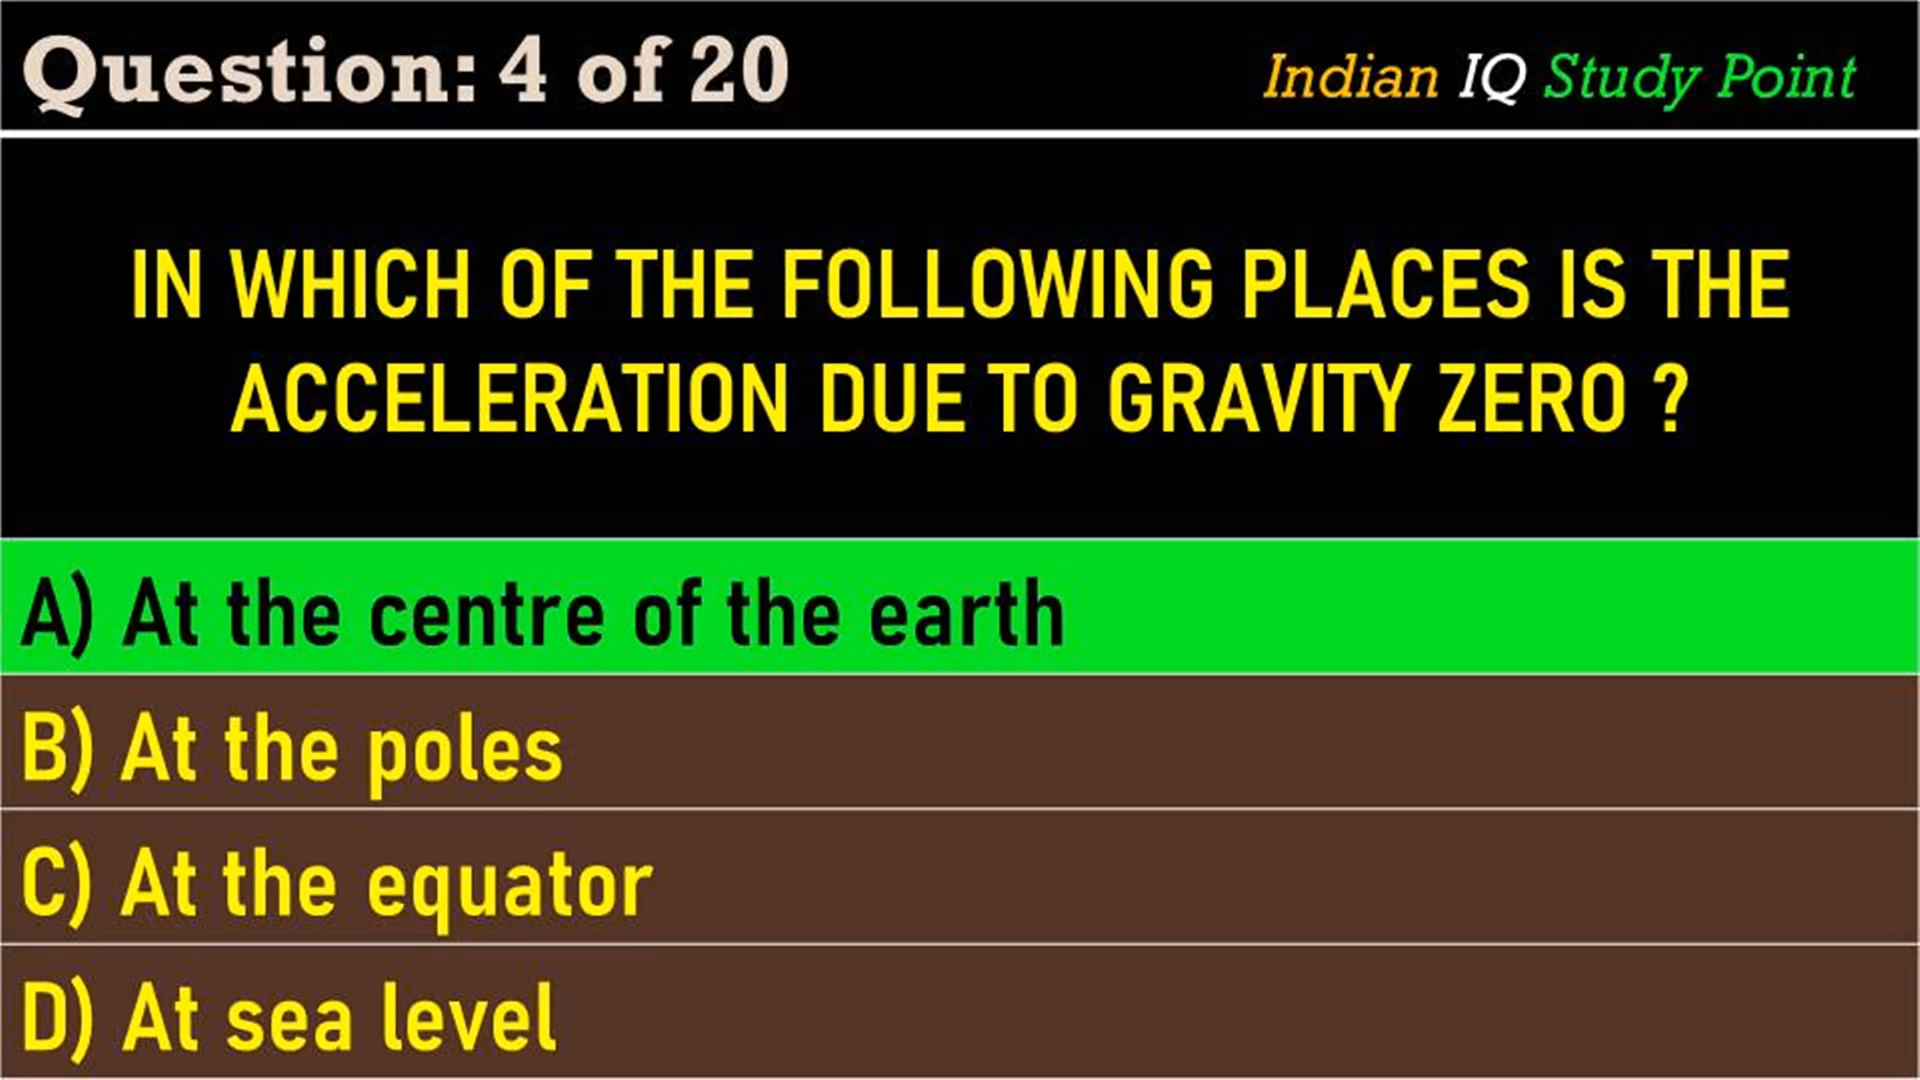 Question: 4 of 20
Indian IQ Study Point
IN WHICH OF THE FOLLOWING PLACES IS THE
ACCELERATION DUE TO GRAVITY ZERO ?
A) At the centre of the earth
B) At the poles
C) At the equator
D) At sea level